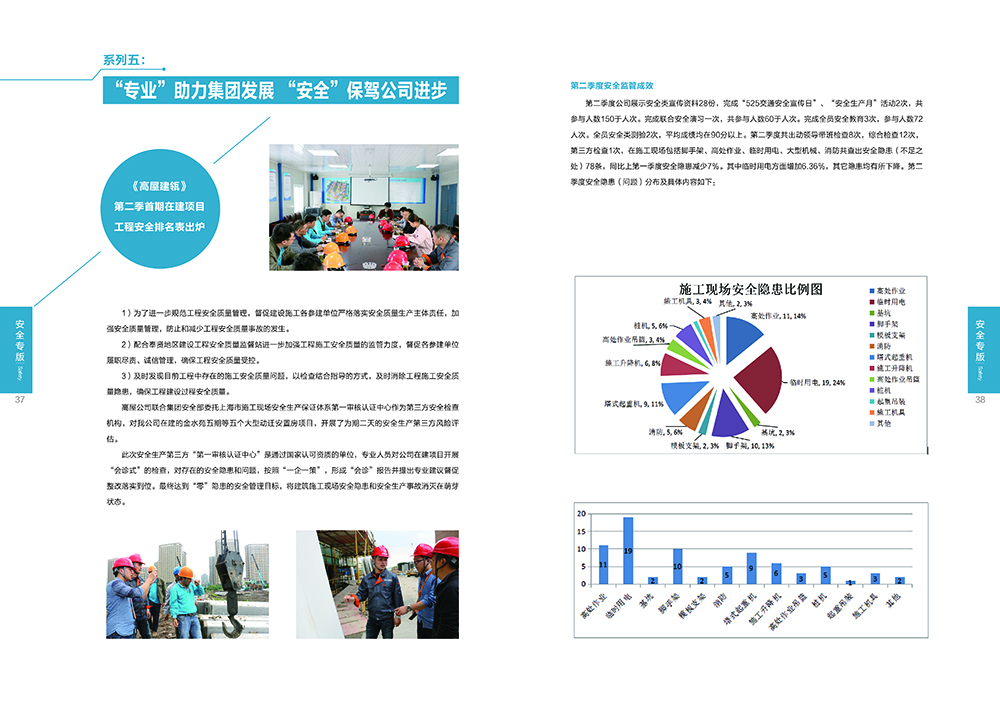 系列五：
“专业”助力集团发展 “安全”保驾公司进步
《高屋建瓴》
第二季首期在建项目
工程安全排名表出炉
1）为了进一步规范工程安全质量管理，督促建设施工各参建单位严格落实安全质量生产主体责任，加
强安全质量管理，防止和减少工程安全质量事故的发生。
2）配合奉贤地区建设工程安全质量监督站进一步加强工程施工安全质量的监管力度，督促各参建单位
履职尽责、诚信管理，确保工程安全质量受控。
3）及时发现目前工程中存在的施工安全质量问题，以检查结合指导的方式，及时消除工程施工安全质
量隐患，确保工程建设过程安全质量。
高屋公司联合集团安全部委托上海市施工现场安全生产保证体系第一审核认证中心作为第三方安全检查
机构，对我公司在建的金水苑五期等五个大型动迁安置房项目，开展了为期二天的安全生产第三方风险评
估。
此次安全生产第三方“第一审核认证中心”是通过国家认可资质的单位，专业人员对公司在建项目开展
“会诊式”的检查，对存在的安全隐患和问题，按照“一企一策”，形成“会诊”报告并提出专业建议督促
整改落实到位。最终达到“零”隐患的安全管理目标，将建筑施工现场安全隐患和安全生产事故消灭在萌芽
状态。
安全专版 Safety
37
第二季度安全监管成效
第二季度公司展示安全类宣传资料28份，完成“525交通安全宣传日”、“安全生产月”活动2次，共
参与人数150于人次。完成联合安全演习一次，共参与人数60于人次。完成全员安全教育3次，参与人数72
人次，全员安全类测验2次，平均成绩均在90分以上。第二季度共出动领导带班检查8次，综合检查12次，
第三方检查1次，在施工现场包括脚手架、高处作业、临时用电、大型机械、消防共查出安全隐患（不足之
处）78条，同比上第一季度安全隐患减少7%。其中临时用电方面增加6.36%，其它隐患均有所下降。第二
季度安全隐患（问题）分布及具体内容如下：
施工现场安全隐患比例图
施工机具, 3, 4%
其他, 2, 3%
高处作业, 11, 14%
桩机, 5, 6%
高处作业吊篮, 3, 4%
施工升降机, 6, 8%
临时用电, 19, 24%
塔式起重机, 9, 11%
消防, 5, 6%
模板支架, 2, 3%
脚手架, 10, 13%
基坑, 2, 3%
高处作业
临时用电
基坑
脚手架
模板支架
消防
塔式起重机
施工升降机
高处作业吊篮
桩机
起重吊装
施工机具
其他
20
15
10
5
0
11
19
2
10
2
5
9
6
3
5
1
3
2
高处作业
临时用电
基坑
脚手架
模板支架
消防
塔式起重机
施工升降机
高处作业吊篮
桩机
起重吊装
施工机具
其他
安全专版 Safety
38